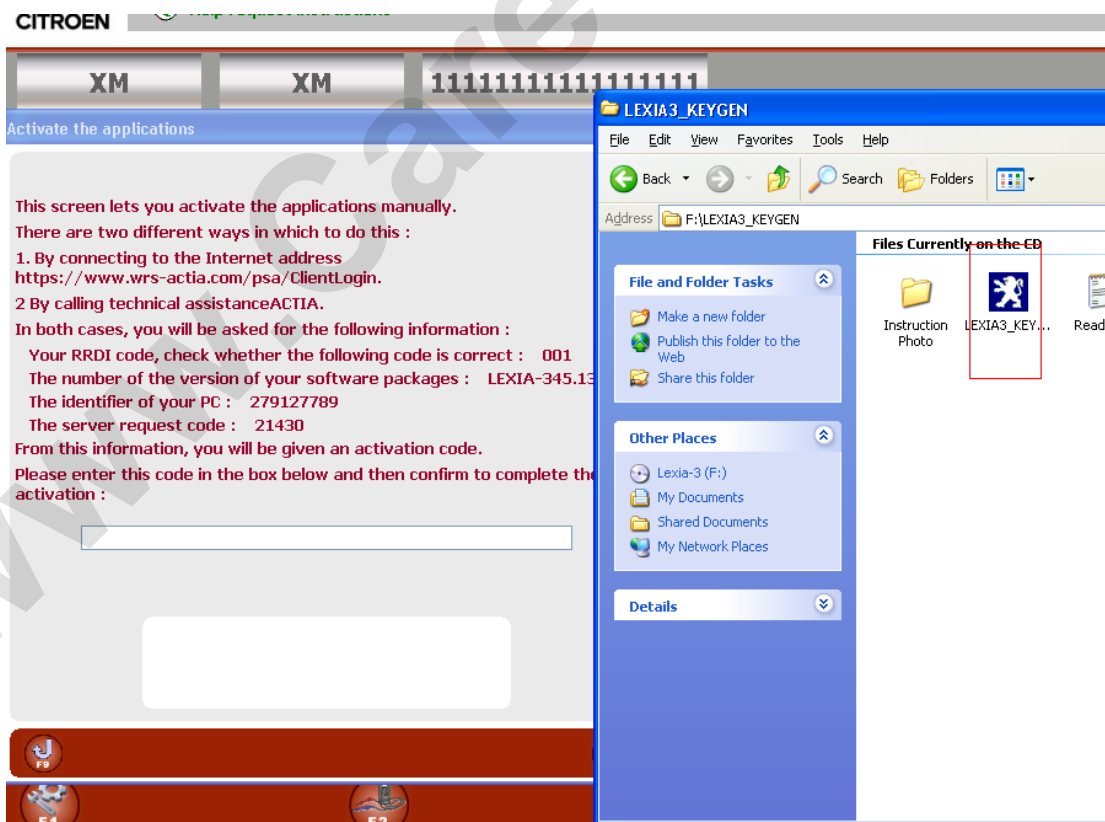 CITROEN
Help request instructions
XM
XM
11111111111111111
Activate the applications
This screen lets you activate the applications manually.
There are two different ways in which to do this :
1. By connecting to the Internet address
https://www.wrs-actia.com/psa/ClientLogin.
2 By calling technical assistanceACTIA.
In both cases, you will be asked for the following information :
Your RRDI code, check whether the following code is correct : 001
The number of the version of your software packages : LEXIA-345.13
The identifier of your PC : 279127789
The server request code : 21430
From this information, you will be given an activation code.
Please enter this code in the box below and then confirm to complete the
activation :
F9
F1
F2
LEXIA3_KEYGEN
File Edit View Favorites Tools Help
Back Search Folders
Address F:\LEXIA3_KEYGEN
File and Folder Tasks
Make a new folder
Publish this folder to the
Web
Share this folder
Other Places
Lexia-3 (F:)
My Documents
Shared Documents
My Network Places
Details
Files Currently on the CD
Instruction
Photo
LEXIA3_KEY...
Read
www.Care